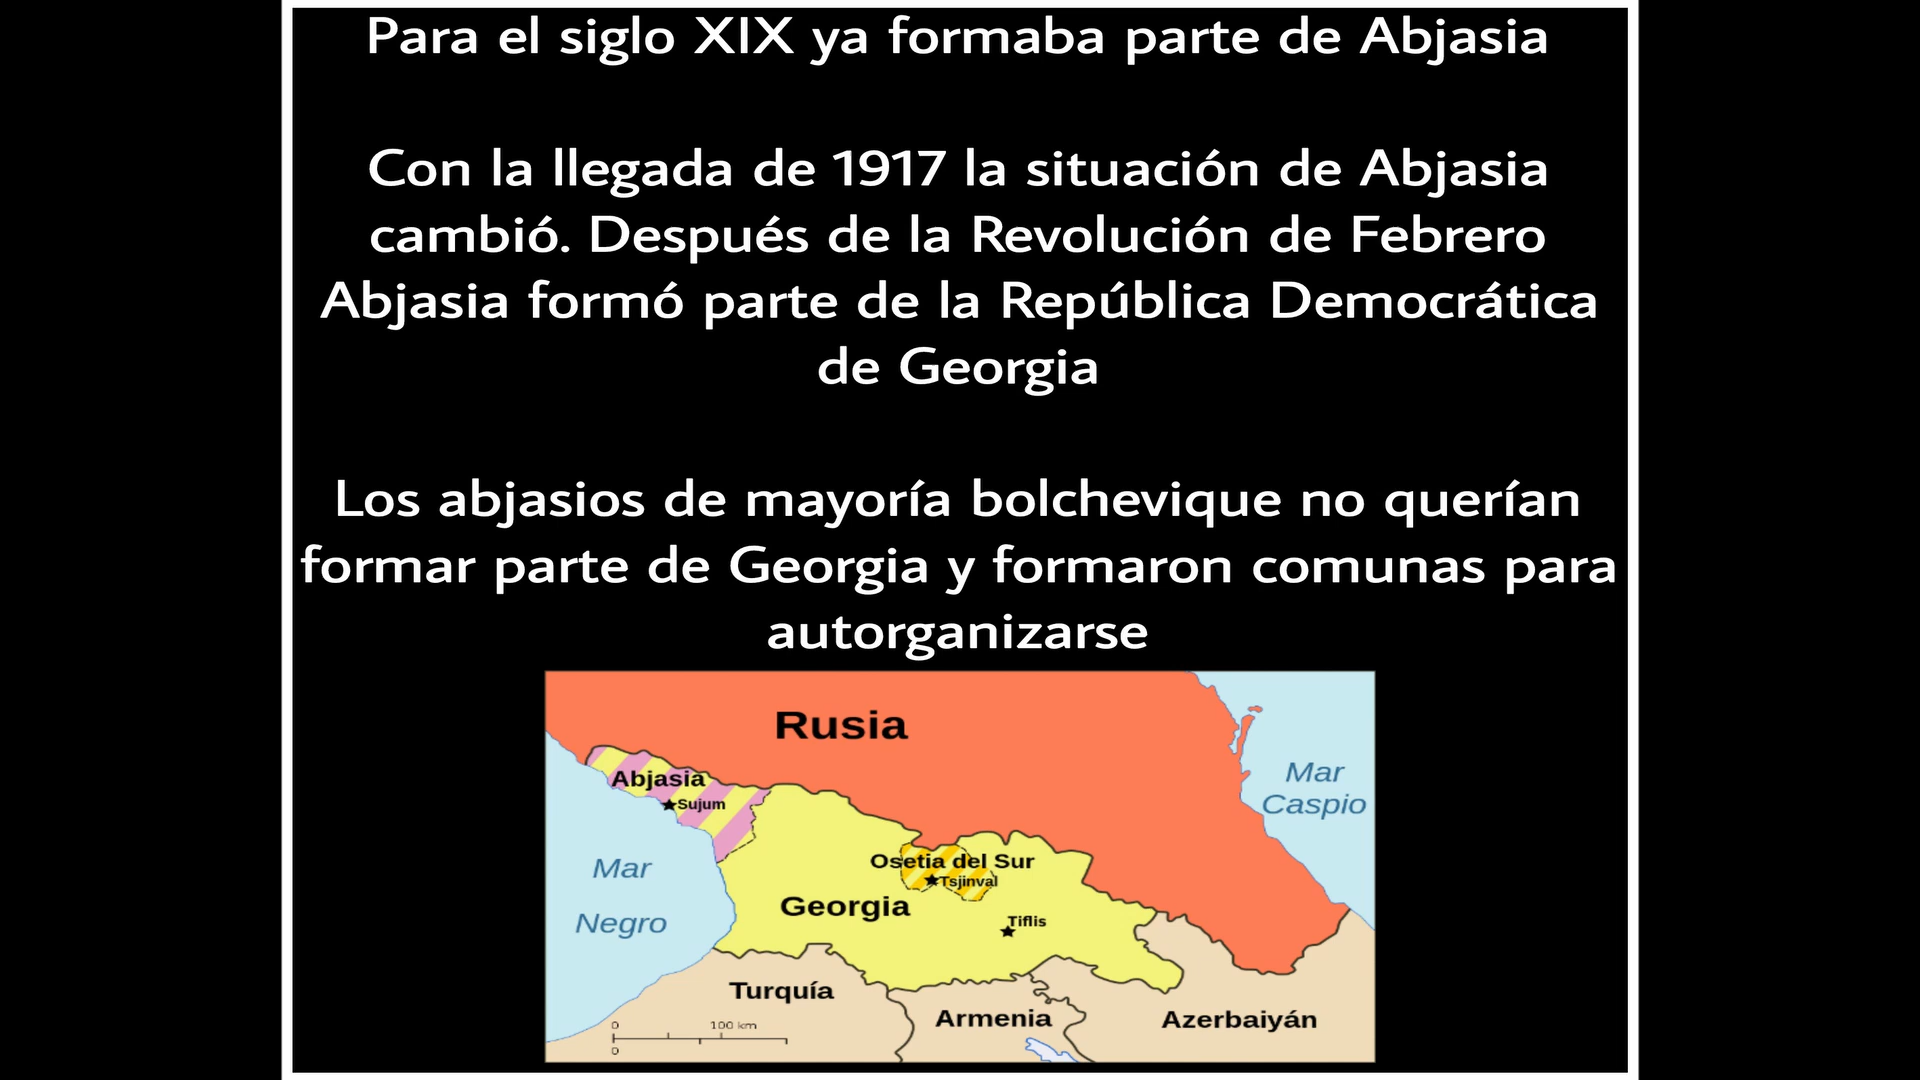 Para el siglo XIX ya formaba parte de Abjasia
Con la llegada de 1917 la situación de Abjasia
cambió. Después de la Revolución de Febrero
Abjasia formó parte de la República Democrática
de Georgia
Los abjasios de mayoría bolchevique no querían
formar parte de Georgia y formaron comunas para
autorganizarse
Rusia
Mar
Caspio
Abjasia
Sujum
Mar
Negro
Osetia del Sur
Tsjinval
Georgia
Tiflis
Turquía
Armenia
Azerbaiyán
0 100 km
0